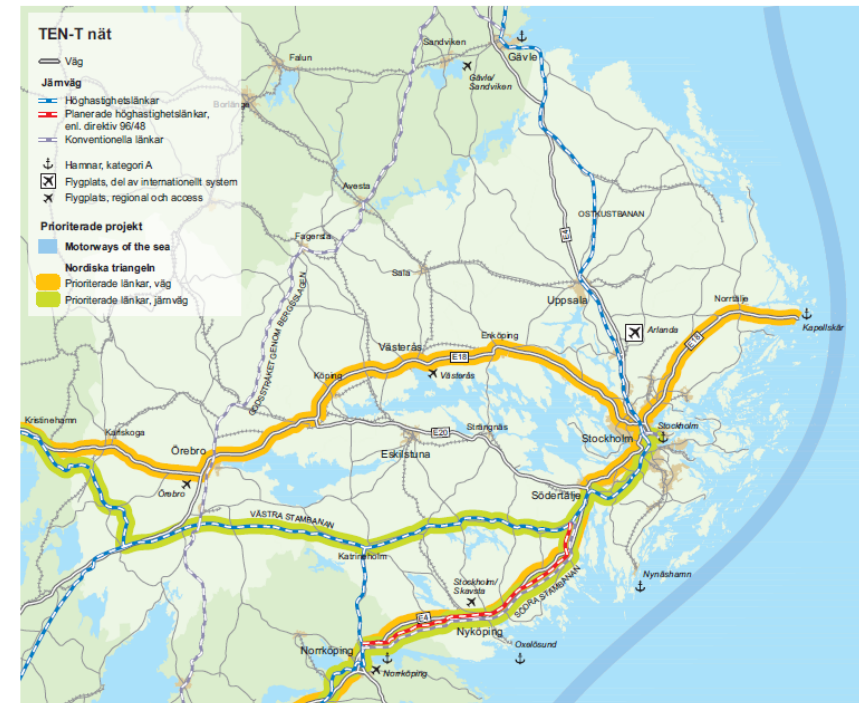 TEN-T nät
Väg
Järnväg
Höghastighetslänkar
Planerade höghastighetslänkar,
enl. direktiv 96/48
Konventionella länkar
Hamnar, kategori A
Flygplats, del av internationellt system
Flygplats, regional och access
Prioriterade projekt
Motorways of the sea
Nordiska triangeln
Prioriterade länkar, väg
Prioriterade länkar, järnväg
Sandviken
Gävle
Falun
Gävle/
Sandviken
Borlänge
Avesta
OSTKUSTBANAN
Fagersta
E4
Sala
Uppsala
Norrtälje
Kapellskär
Arlanda
GODSSTRÅKET GENOM BERGSLAGEN
Enköping
Västerås
E18
E18
Västerås
Köping
Kristinehamn
Karlskoga
E20
Strängnäs
Stockholm
Stockholm
Örebro
Eskilstuna
Örebro
Södertälje
VÄSTRA STAMBANAN
Katrineholm
Stockholm/
Skavsta
Nynäshamn
SÖDRA STAMBANAN
E4
Nyköping
Norrköping
Oxelösund
Norrköping